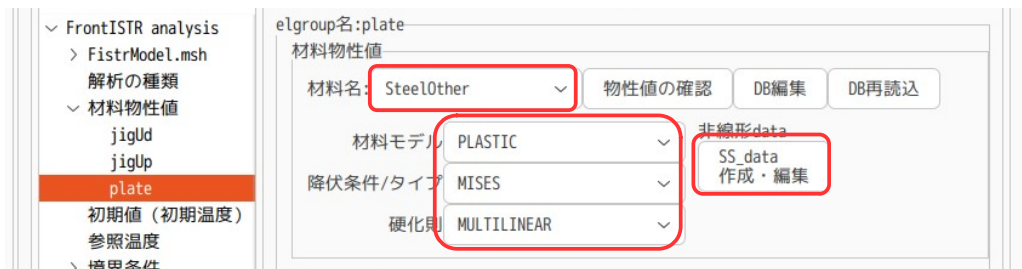 FrontISTR analysis
FistrModel.msh
解析の種類
材料物性値
jigUd
jigUp
plate
初期値（初期温度）
参照温度
境界条件
elgroup名:plate
材料物性値
材料名: SteelOther 物性値の確認 DB編集 DB再読込
材料モデル PLASTIC
降伏条件/タイプ MISES
硬化則 MULTILINEAR
非線形data
SS_data
作成・編集